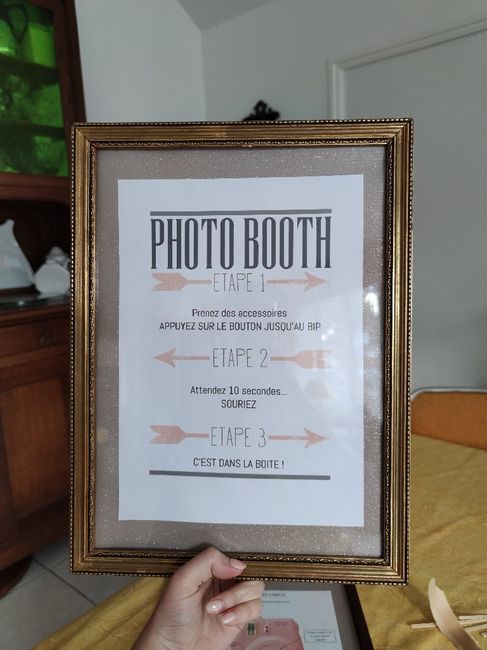 PHOTO BOOTH
ETAPE 1
Prenez des accessoires
APPUYEZ SUR LE BOUTON JUSQU'AU BIP
ETAPE 2
Attendez 10 secondes...
SOURIEZ
ETAPE 3
C'EST DANS LA BOITE !